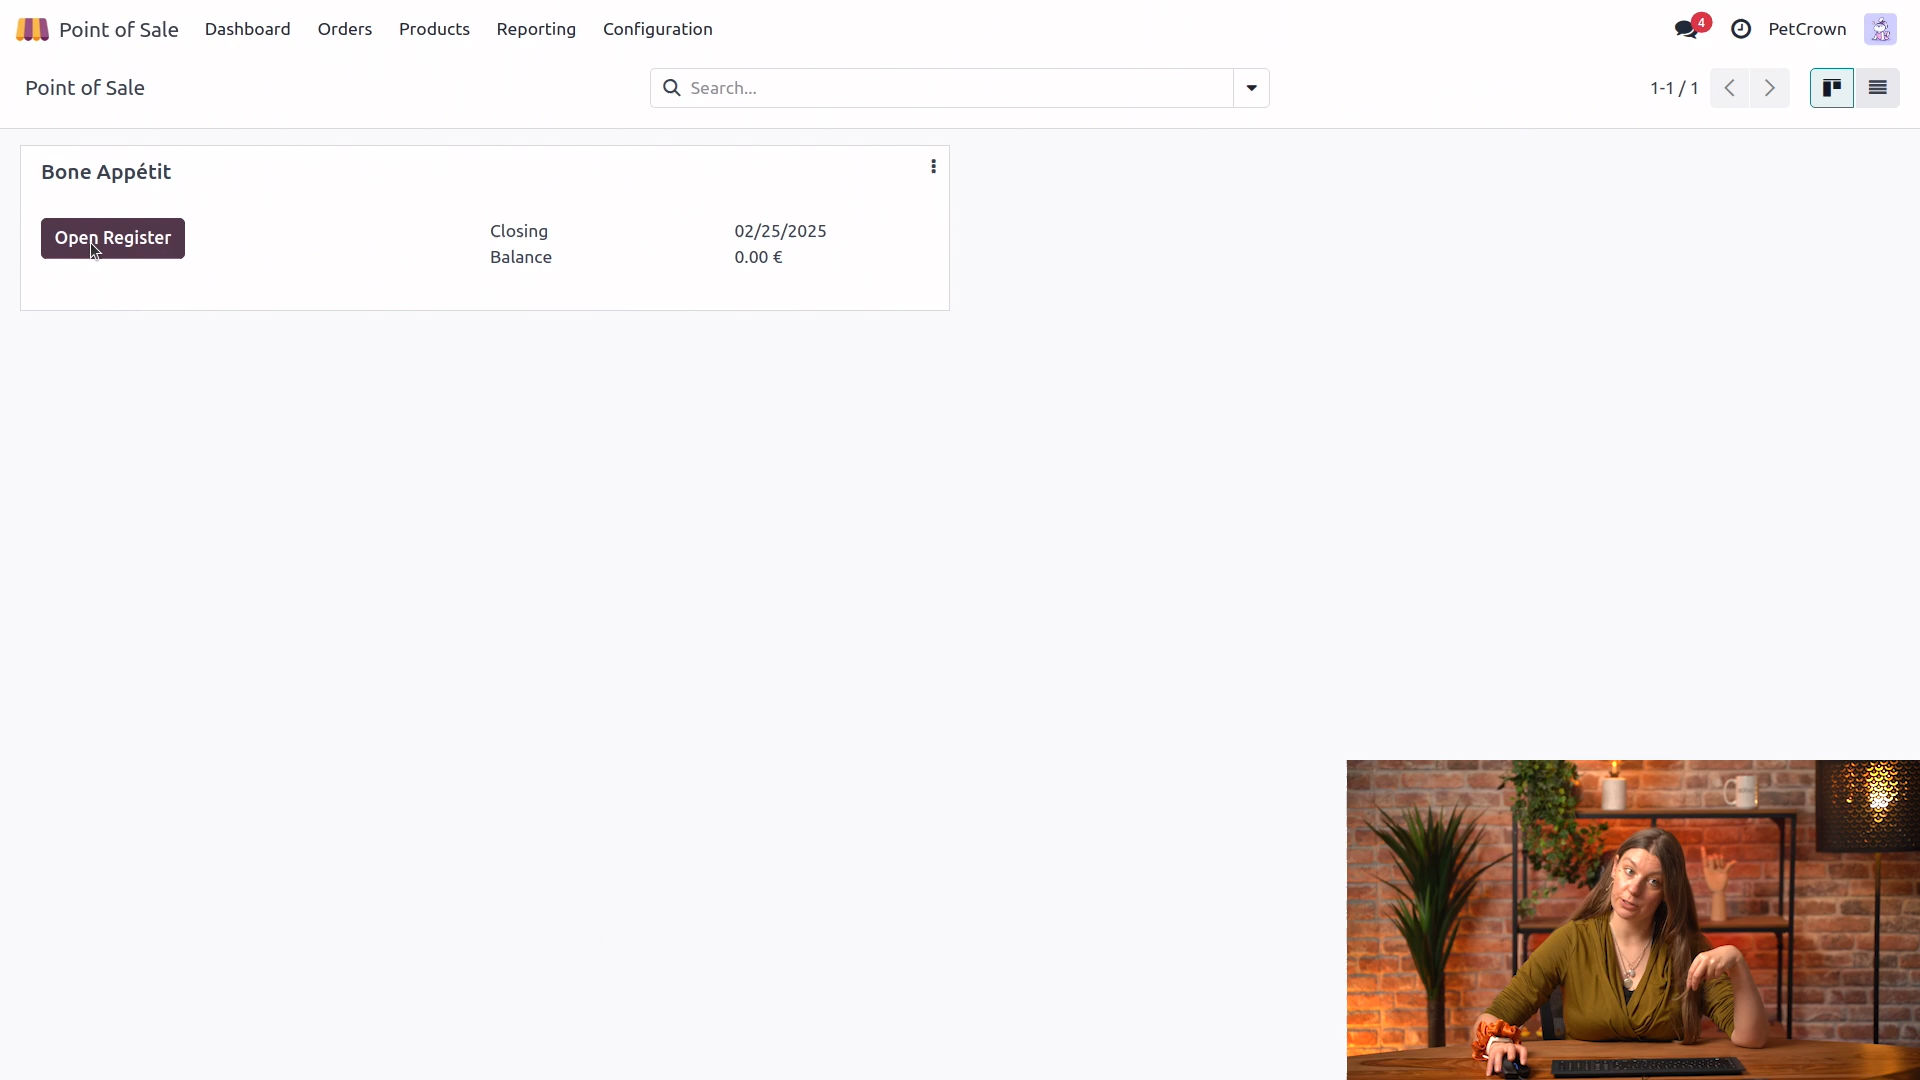 Point of Sale Dashboard Orders Products Reporting Configuration 4 PetCrown
Point of Sale Search... 1-1 / 1
Bone Appétit
Open Register
Closing 02/25/2025
Balance 0.00 €